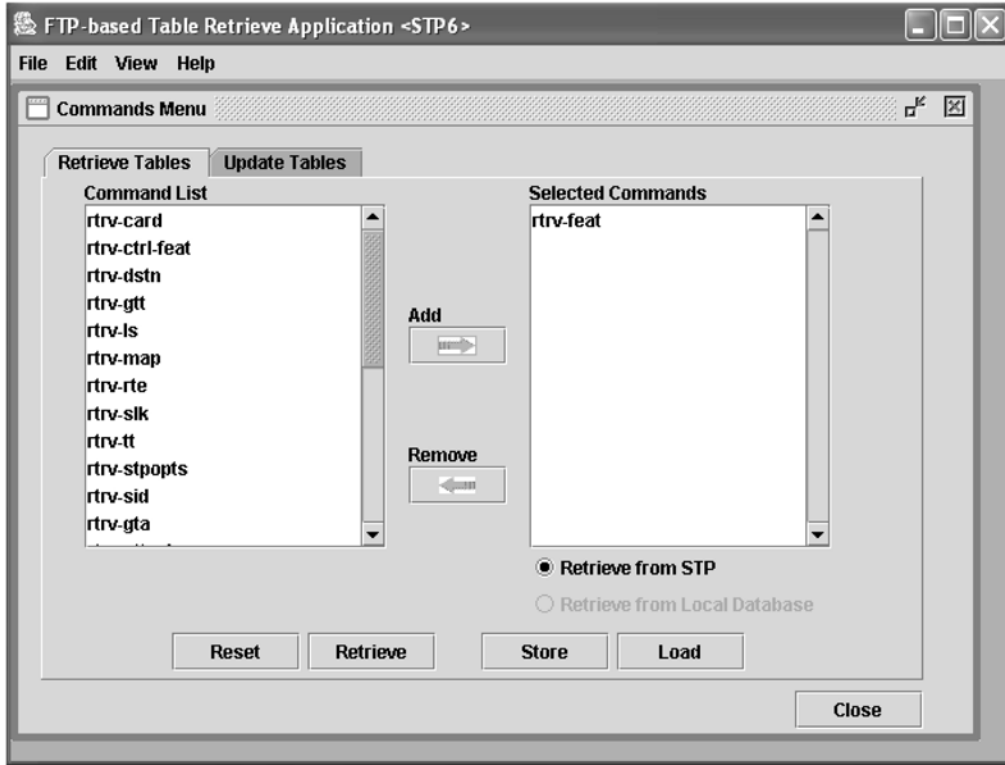 FTP-based Table Retrieve Application <STP6>
File Edit View Help
Commands Menu
Retrieve Tables Update Tables
Command List
rtrv-card
rtrv-ctrl-feat
rtrv-dstn
rtrv-gtt
rtrv-ls
rtrv-map
rtrv-rte
rtrv-slk
rtrv-tt
rtrv-stpopts
rtrv-sid
rtrv-gta
Add
Remove
Selected Commands
rtrv-feat
Retrieve from STP
Retrieve from Local Database
Reset Retrieve Store Load
Close